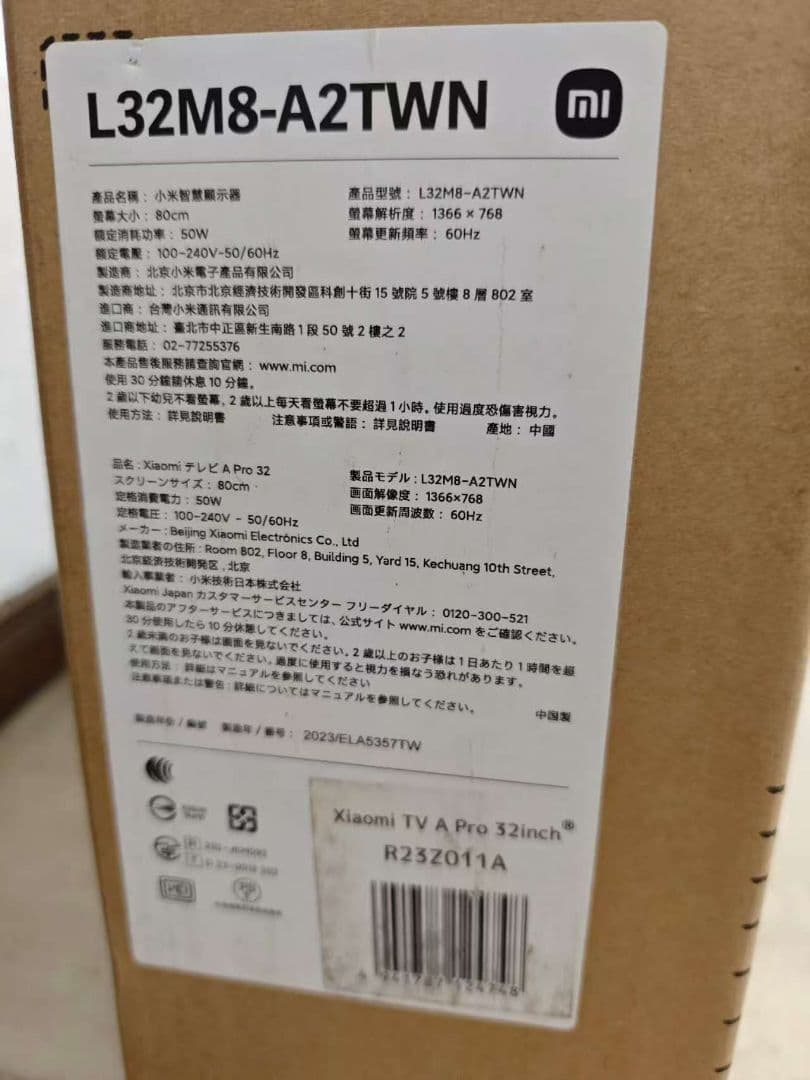 L32M8-A2TWN
mi
產品名稱：小米智慧顯示器
產品型號：L32M8-A2TWN
螢幕大小：80cm
螢幕解析度：1366 × 768
額定消耗功率：50W
螢幕更新頻率：60Hz
額定電壓：100-240V-50/60Hz
製造商：北京小米電子產品有限公司
製造商地址：北京市北京經濟技術開發區科創十街 15 號院 5 號樓 8 層 802 室
進口商：台灣小米通訊有限公司
進口商地址：臺北市中正區新生南路 1 段 50 號 2 樓之 2
服務電話：02-77255376
本產品售後服務請查詢官網：www.mi.com
使用 30 分鐘請休息 10 分鐘。
2 歲以下幼兒不看螢幕，2 歲以上每天看螢幕不要超過 1 小時。使用過度恐傷害視力。
使用方法：詳見說明書
注意事項或警語：詳見說明書
產地：中國
品名：Xiaomi テレビ A Pro 32
製品モデル：L32M8-A2TWN
スクリーンサイズ：80cm
画面解像度：1366×768
定格消費電力：50W
画面更新周波数：60Hz
定格電圧：100-240V - 50/60Hz
メーカー：Beijing Xiaomi Electronics Co., Ltd
製造業者の住所：Room 802, Floor 8, Building 5, Yard 15, Kechuang 10th Street,
北京経済技術開発区，北京
輸入事業者：小米技術日本株式会社
Xiaomi Japan カスタマーサービスセンター フリーダイヤル：0120-300-521
本製品のアフターサービスにつきましては、公式サイト www.mi.com をご確認ください。
30 分使用したら 10 分休憩してください。
2 歳未満のお子様は画面を見ないでください。2 歳以上のお子様は 1 日あたり 1 時間を超
えて画面を見ないでください。過度に使用すると視力を損なう恐れがあります。
使用方法：詳細はマニュアルを参照してください
注意事項または警告：詳細についてはマニュアルを参照してください。
中国製
製品年份/編號 製造年/番号：2023/ELA5357TW
Xiaomi TV A Pro 32inch®
R23Z011A